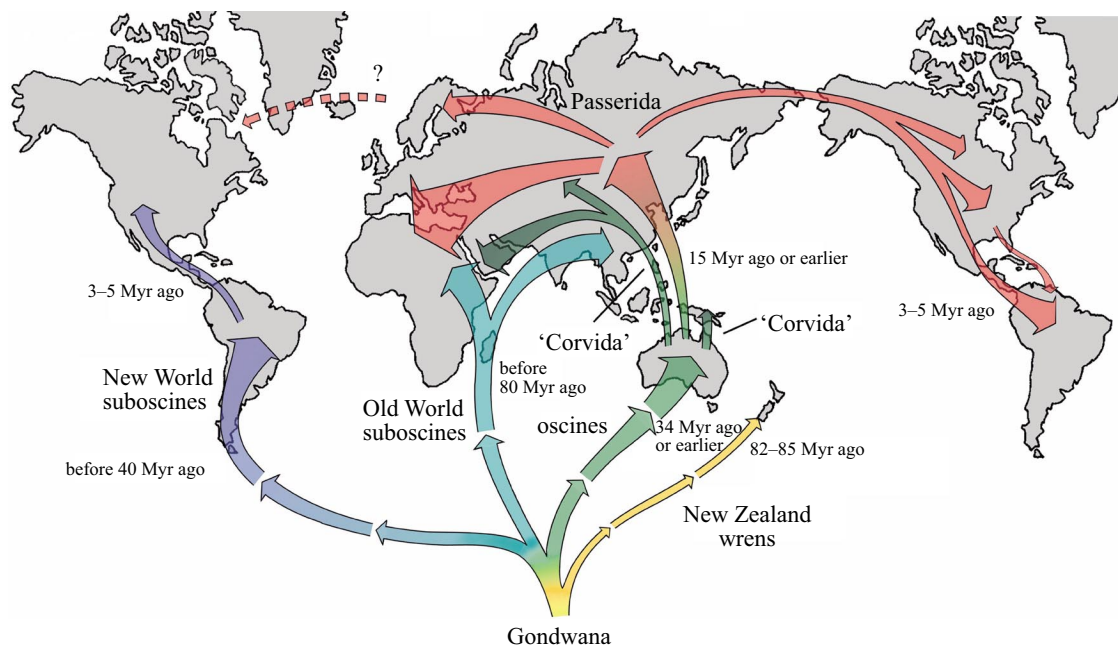 ?
Passerida
15 Myr ago or earlier
3–5 Myr ago
3–5 Myr ago
‘Corvida’
‘Corvida’
New World
suboscines
before
80 Myr ago
Old World
suboscines
oscines
34 Myr ago
or earlier
82–85 Myr ago
before 40 Myr ago
New Zealand
wrens
Gondwana